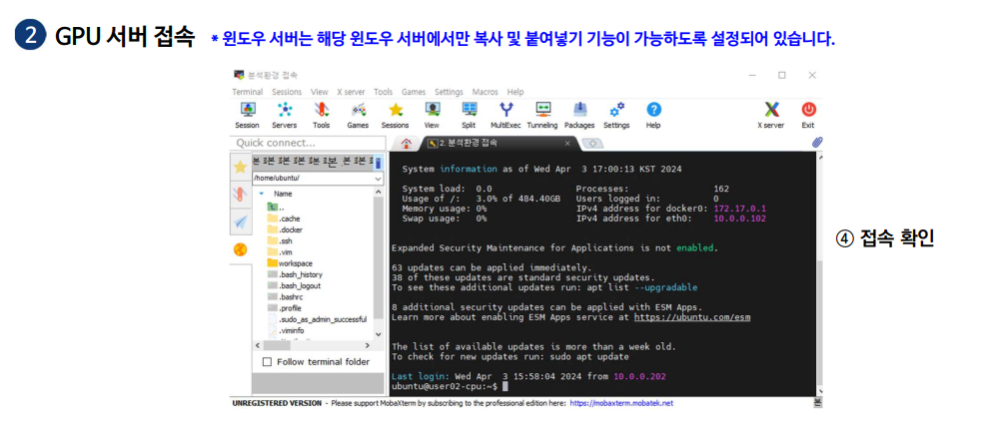 2 GPU 서버 접속 * 윈도우 서버는 해당 윈도우 서버에서만 복사 및 붙여넣기 기능이 가능하도록 설정되어 있습니다.
분석환경 접속
Terminal Sessions View X server Tools Games Settings Macros Help
Session Servers Tools Games Sessions View Split MultiExec Tunneling Packages Settings Help X server Exit
Quick connect...
2. 분석환경 접속
/home/ubuntu/
Name
..
.cache
.docker
.ssh
.vim
workspace
.bash_history
.bash_logout
.bashrc
.profile
.sudo_as_admin_successful
.viminfo
Follow terminal folder
System information as of Wed Apr  3 17:00:13 KST 2024
System load:  0.0 Processes: 162
Usage of /:   3.0% of 484.40GB Users logged in: 0
Memory usage: 0% IPv4 address for docker0: 172.17.0.1
Swap usage:   0% IPv4 address for eth0: 10.0.0.102
Expanded Security Maintenance for Applications is not enabled.
63 updates can be applied immediately.
38 of these updates are standard security updates.
To see these additional updates run: apt list --upgradable
8 additional security updates can be applied with ESM Apps.
Learn more about enabling ESM Apps service at https://ubuntu.com/esm
The list of available updates is more than a week old.
To check for new updates run: sudo apt update
Last login: Wed Apr  3 15:58:04 2024 from 10.0.0.202
ubuntu@user02-cpu:~$
④ 접속 확인
UNREGISTERED VERSION - Please support MobaXterm by subscribing to the professional edition here: https://mobaxterm.mobatek.net